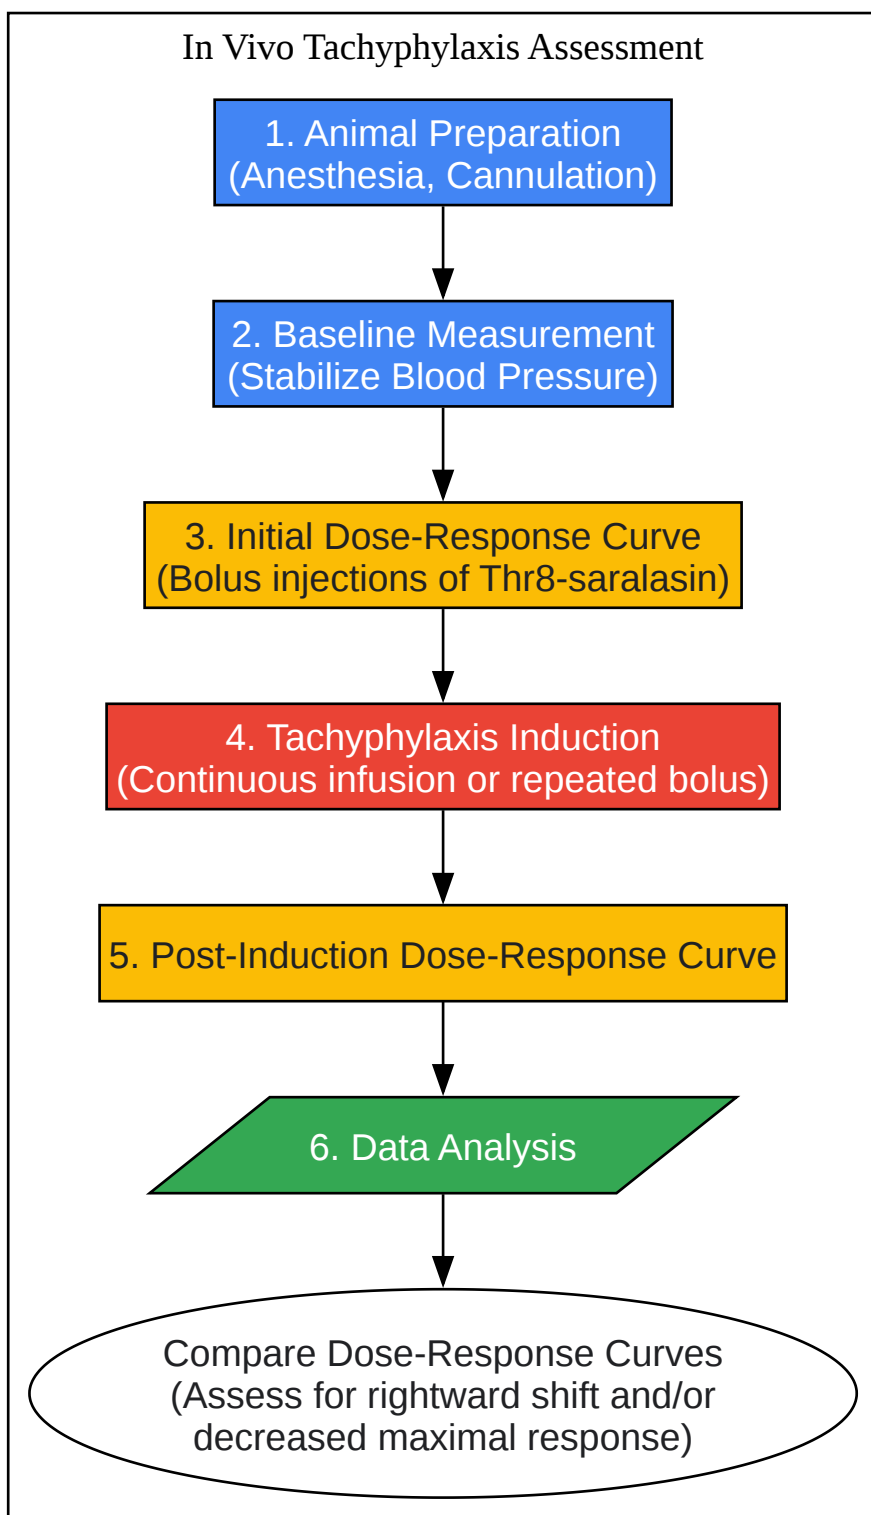 In Vivo Tachyphylaxis Assessment
1. Animal Preparation
(Anesthesia, Cannulation)
2. Baseline Measurement
(Stabilize Blood Pressure)
3. Initial Dose-Response Curve
(Bolus injections of Thr8-saralasin)
4. Tachyphylaxis Induction
(Continuous infusion or repeated bolus)
5. Post-Induction Dose-Response Curve
6. Data Analysis
Compare Dose-Response Curves
(Assess for rightward shift and/or
decreased maximal response)